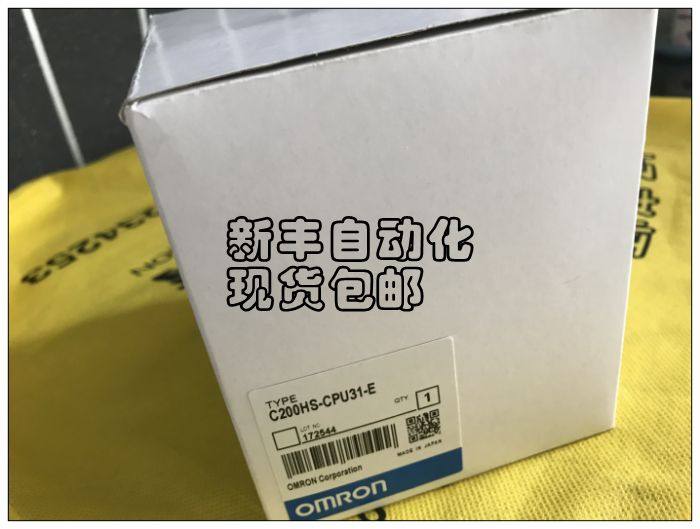 新丰自动化
现货包邮
TYPE
C200HS-CPU31-E
QTY 1
LOT NO.
172544
MADE IN JAPAN
OMRON Corporation
OMRON
234253